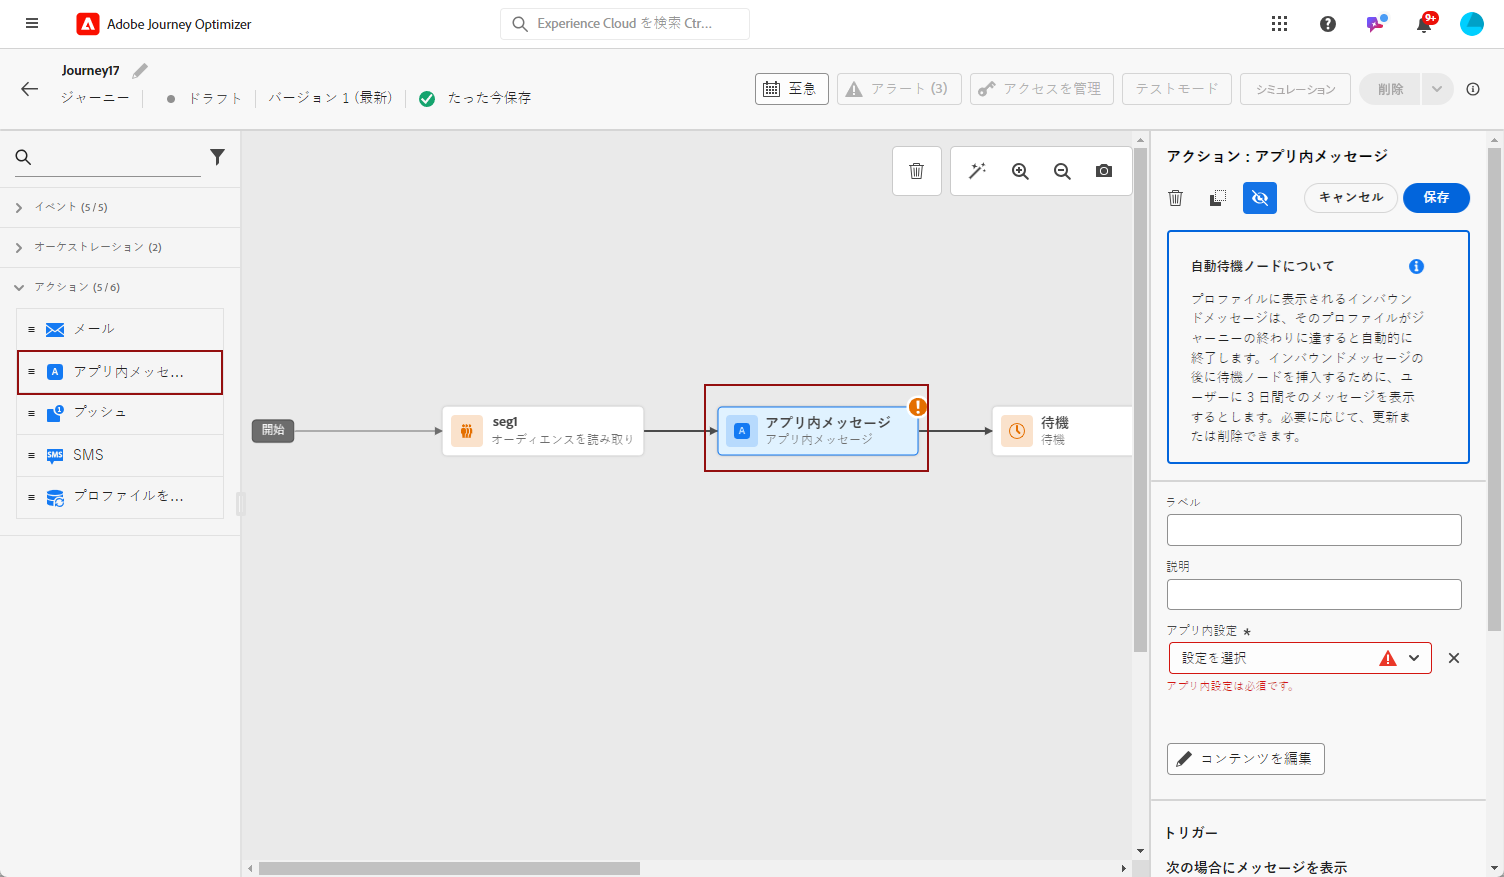 Adobe Journey Optimizer
Experience Cloud を検索 Ctr...
9+
Journey17
ジャーニー
ドラフト
バージョン 1 (最新)
たった今保存
至急
アラート (3)
アクセスを管理
テストモード
シミュレーション
削除
イベント (5 / 5)
オーケストレーション (2)
アクション (5 / 6)
メール
A
アプリ内メッセ...
1
プッシュ
SMS
SMS
プロファイルを...
開始
seg1
オーディエンスを読み取り
A
アプリ内メッセージ
アプリ内メッセージ
待機
待機
アクション : アプリ内メッセージ
キャンセル
保存
自動待機ノードについて
プロファイルに表示されるインバウン
ドメッセージは、そのプロファイルがジ
ャーニーの終わりに達すると自動的に
終了します。インバウンドメッセージの
後に待機ノードを挿入するために、ユ
ーザーに 3 日間そのメッセージを表示
するとします。必要に応じて、更新ま
たは削除できます。
ラベル
説明
アプリ内設定 *
設定を選択
アプリ内設定は必須です。
コンテンツを編集
トリガー
次の場合にメッセージを表示